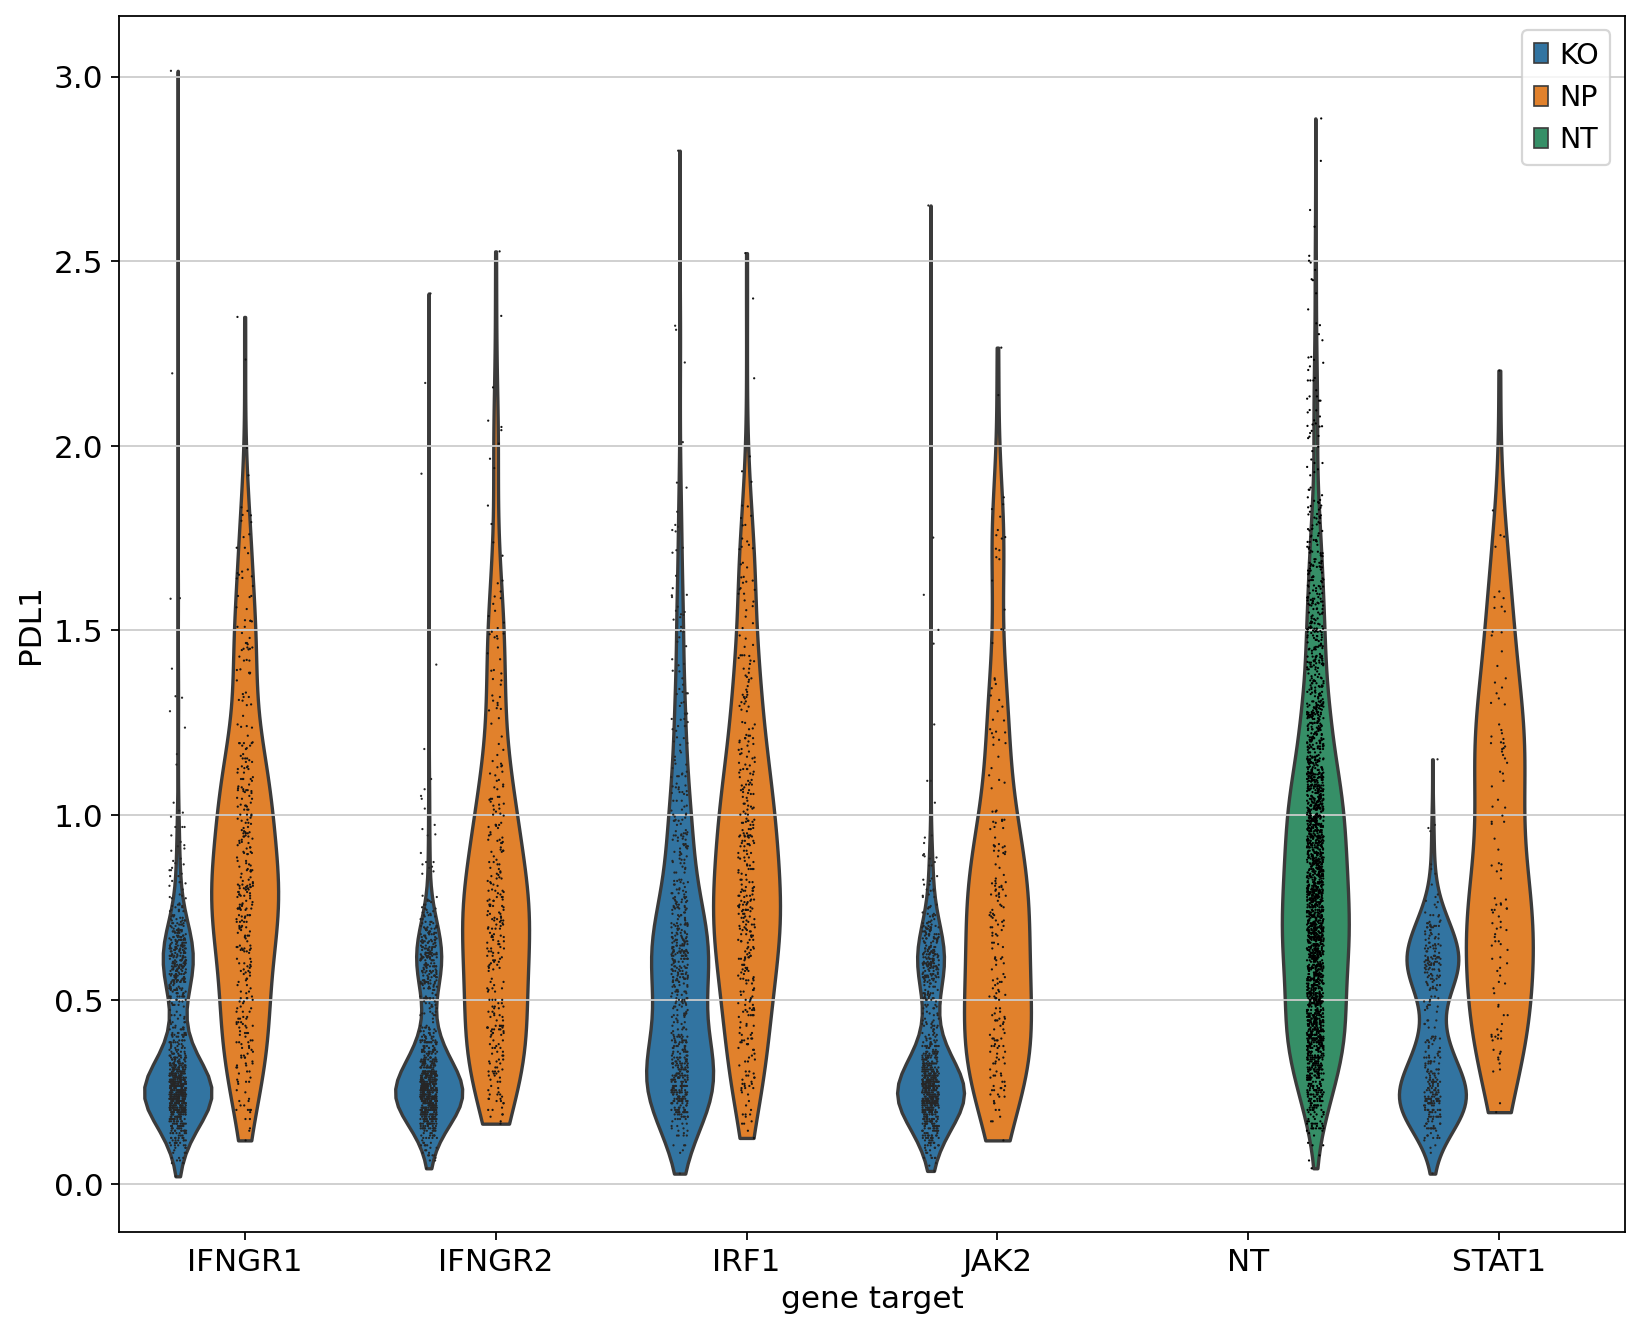 KO
NP
NT
3.0
2.5
2.0
1.5
1.0
0.5
0.0
PDL1
IFNGR1 IFNGR2 IRF1 JAK2 NT STAT1
gene target